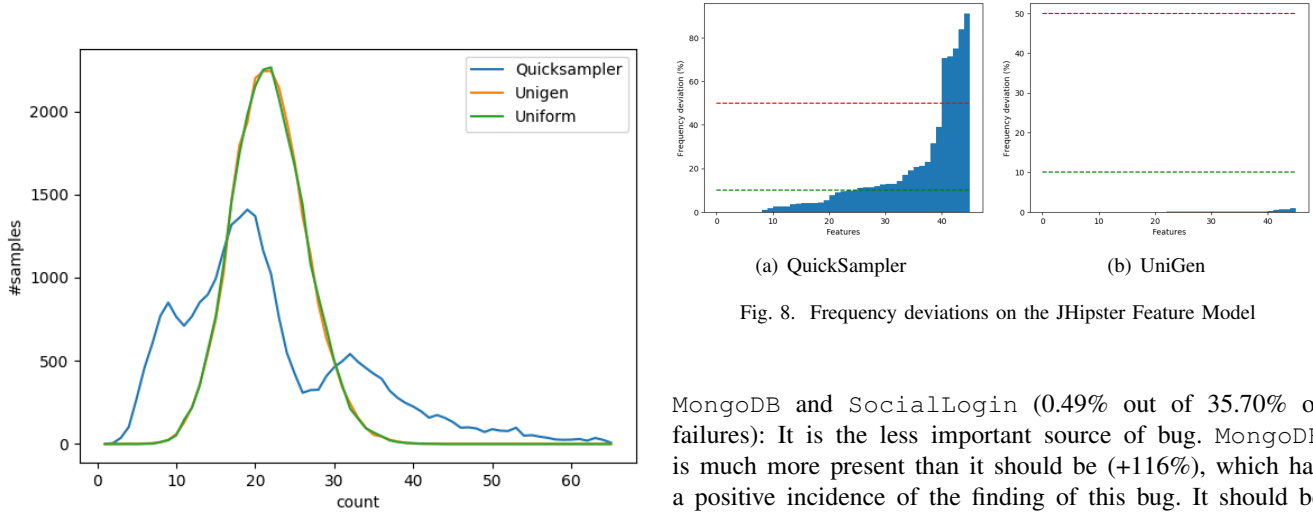 #samples
2000
1500
1000
500
0
0 10 20 30 40 50 60
count
Quicksampler
Unigen
Uniform
Frequency deviation (%)
80
60
40
20
0
0 10 20 30 40
Features
(a) QuickSampler
Frequency deviation (%)
50
40
30
20
10
0
0 10 20 30 40
Features
(b) UniGen
Fig. 8. Frequency deviations on the JHipster Feature Model
MongoDB and SocialLogin (0.49% out of 35.70% o
failures): It is the less important source of bug. MongoD
is much more present than it should be (+116%), which ha
a positive incidence of the finding of this bug. It should be